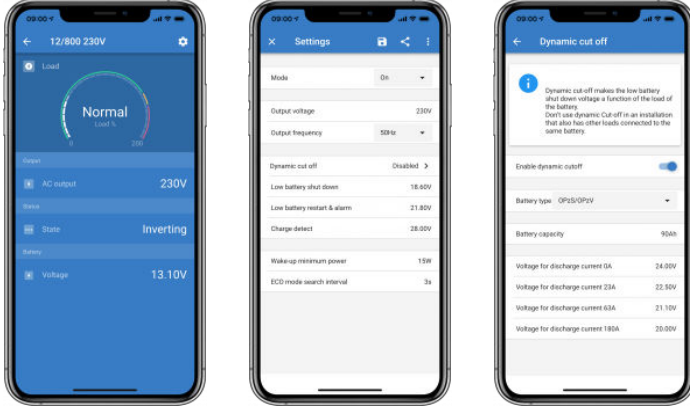 09:00
12/800 230V
Load
Normal
Load %
0 200
Output
AC output 230V
Status
State Inverting
Battery
Voltage 13.10V
09:00
Settings
Mode On
Output voltage 230V
Output frequency 50Hz
Dynamic cut off Disabled
Low battery shut down 18.60V
Low battery restart & alarm 21.80V
Charge detect 28.00V
Wake-up minimum power 15W
ECO mode search interval 3s
09:00
Dynamic cut off
Dynamic cut-off makes the low battery
shut down voltage a function of the load of
the battery.
Don't use dynamic Cut-off in an installation
that also has other loads connected to the
same battery.
Enable dynamic cutoff
Battery type OPzS/OPzV
Battery capacity 90Ah
Voltage for discharge current 0A 24.00V
Voltage for discharge current 23A 22.50V
Voltage for discharge current 63A 21.10V
Voltage for discharge current 180A 20.00V